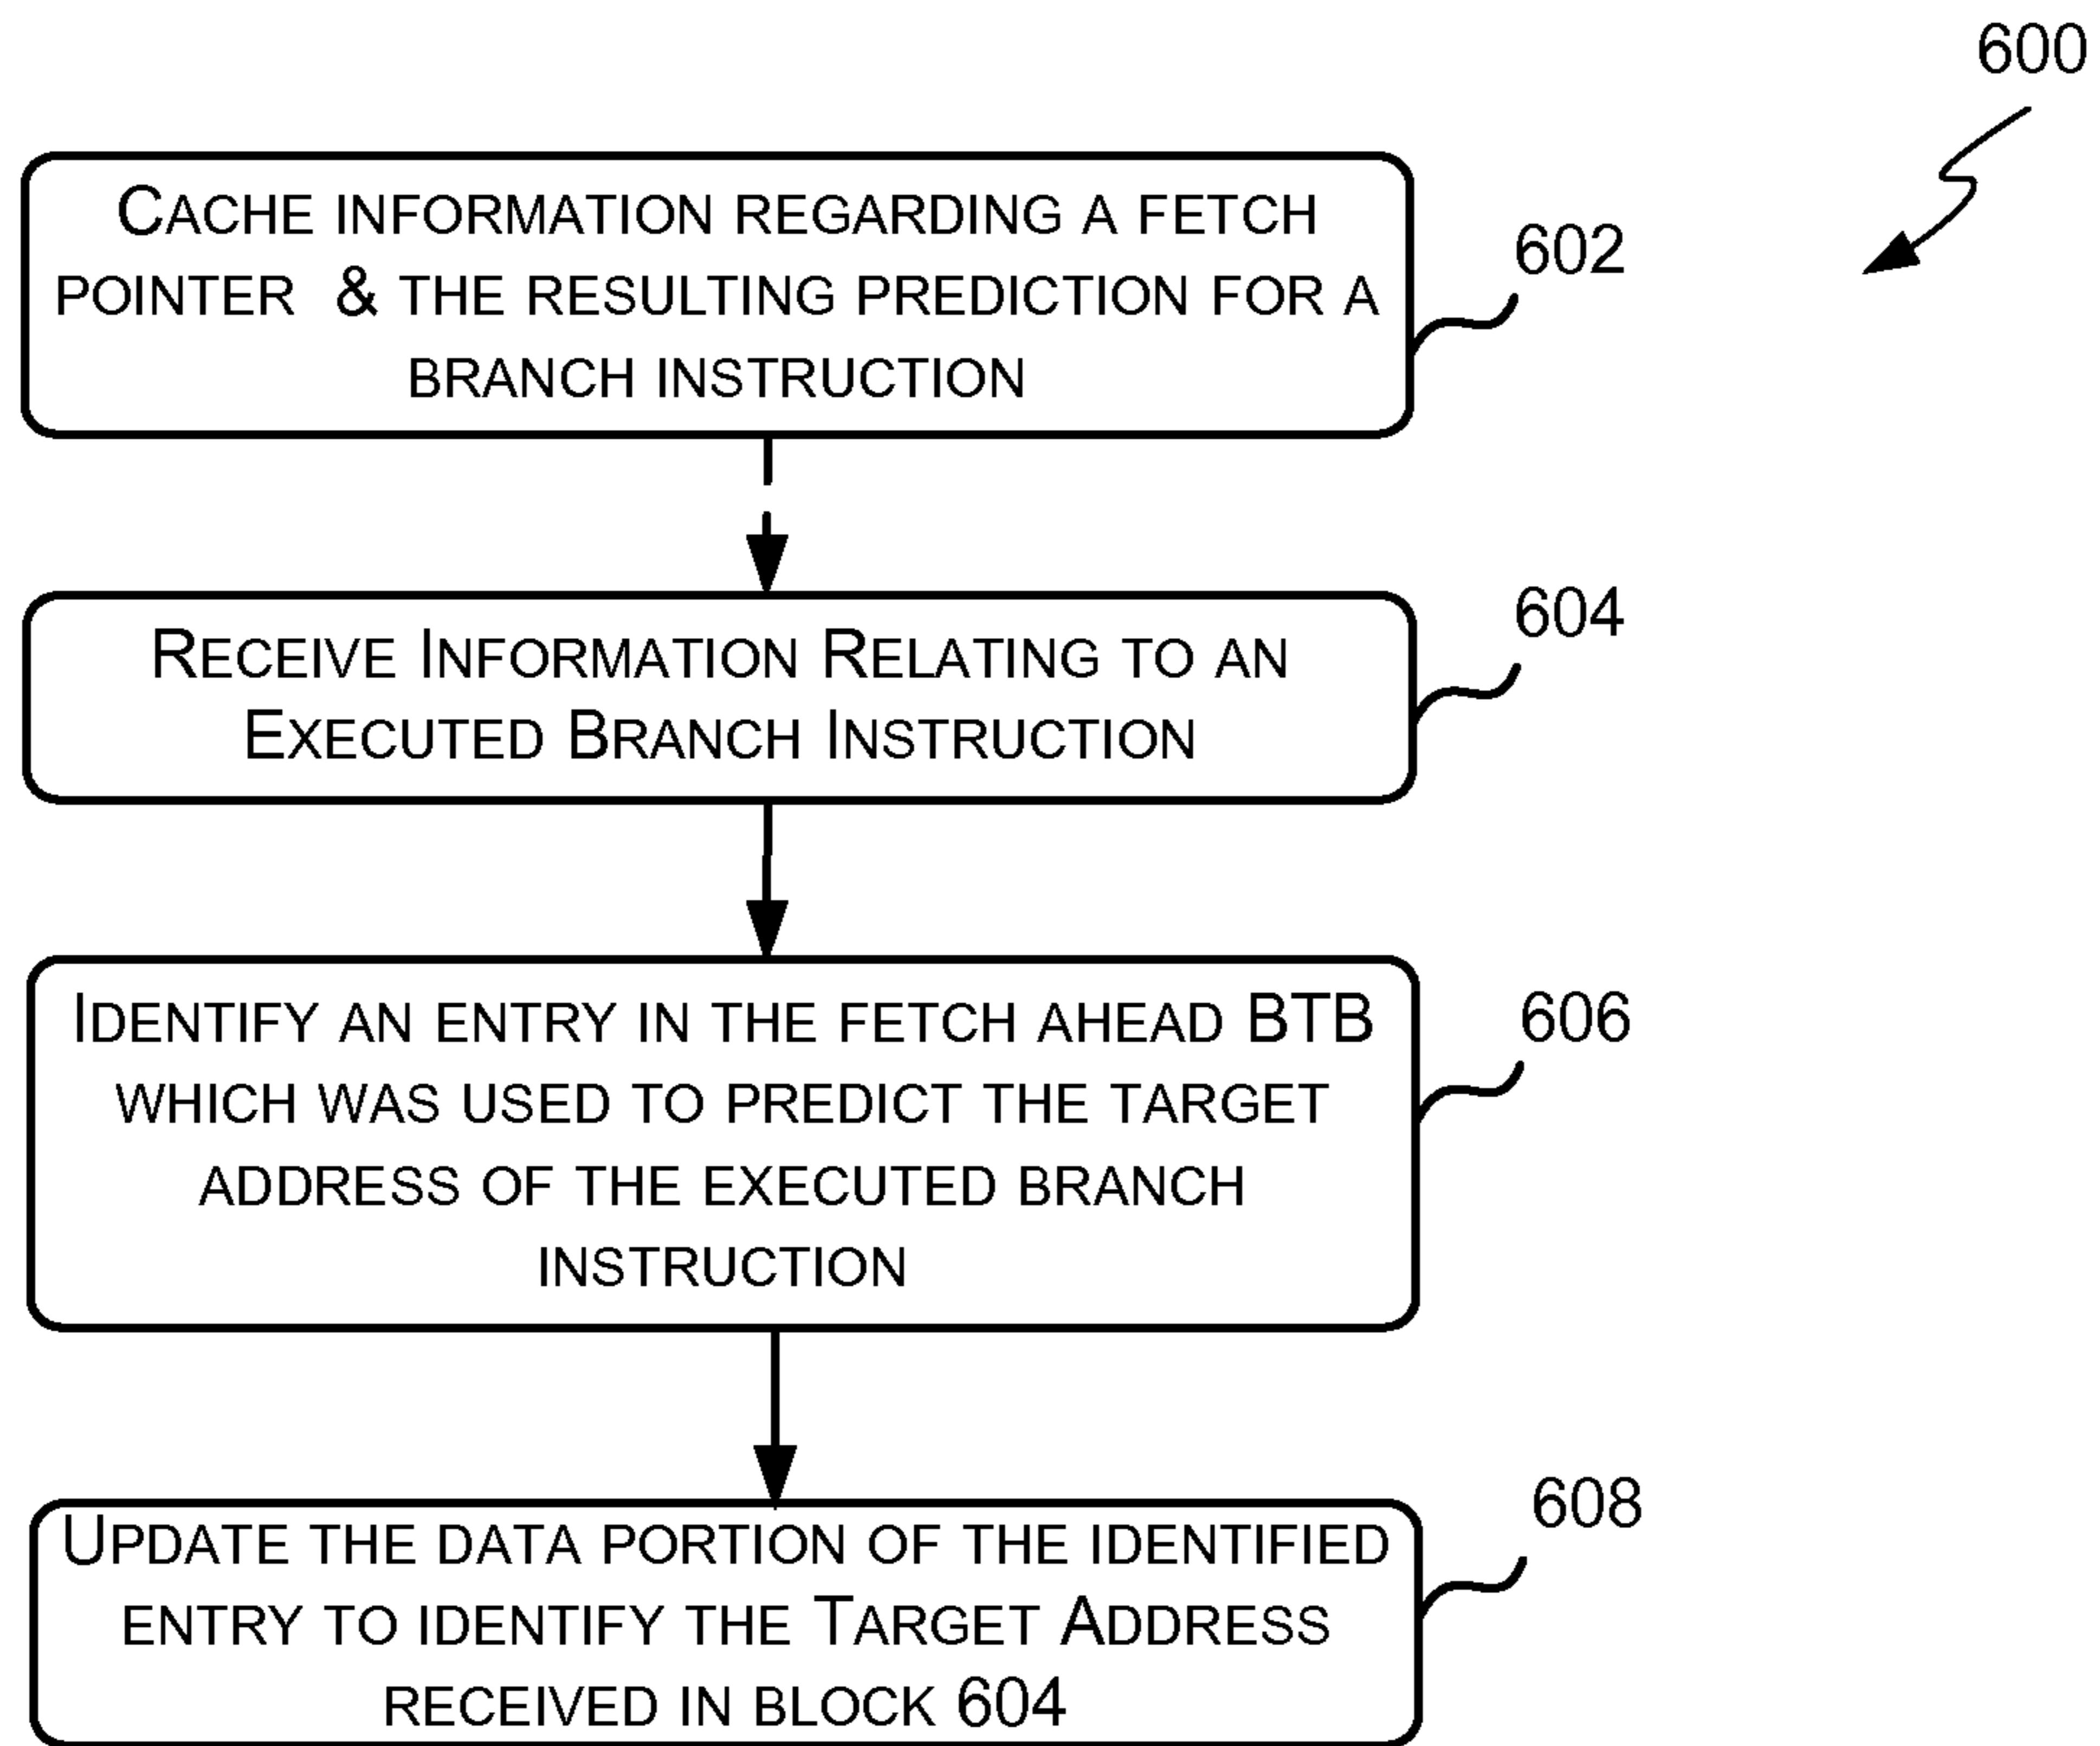 600
CACHE INFORMATION REGARDING A FETCH
POINTER & THE RESULTING PREDICTION FOR A
BRANCH INSTRUCTION
602
RECEIVE INFORMATION RELATING TO AN
EXECUTED BRANCH INSTRUCTION
604
IDENTIFY AN ENTRY IN THE FETCH AHEAD BTB
WHICH WAS USED TO PREDICT THE TARGET
ADDRESS OF THE EXECUTED BRANCH
INSTRUCTION
606
UPDATE THE DATA PORTION OF THE IDENTIFIED
ENTRY TO IDENTIFY THE TARGET ADDRESS
RECEIVED IN BLOCK 604
608